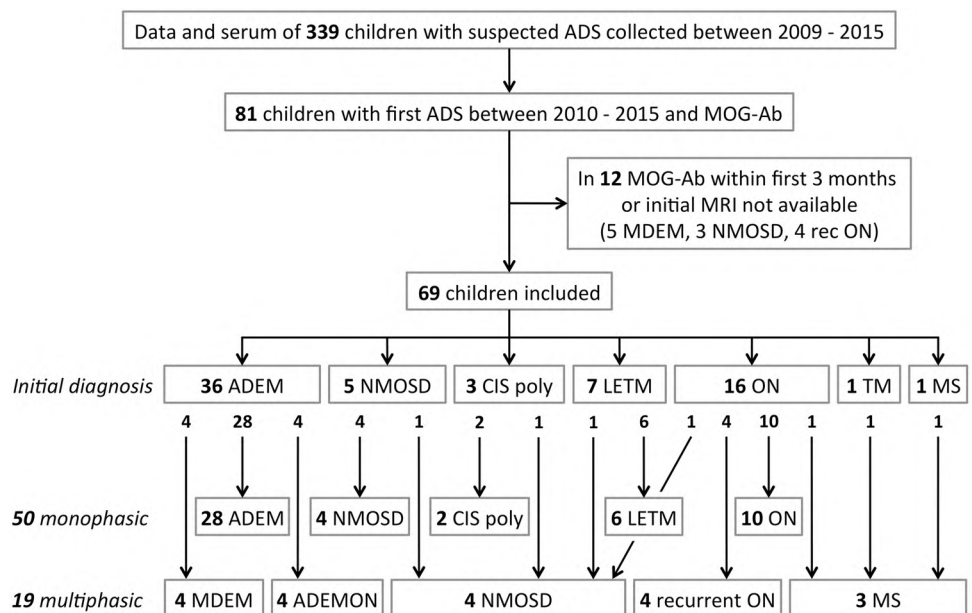 Data and serum of 339 children with suspected ADS collected between 2009 - 2015
81 children with first ADS between 2010 - 2015 and MOG-Ab
In 12 MOG-Ab within first 3 months
or initial MRI not available
(5 MDEM, 3 NMOSD, 4 rec ON)
69 children included
Initial diagnosis 36 ADEM 5 NMOSD 3 CIS poly 7 LETM 16 ON 1 TM 1 MS
4 28 4 4 1 2 1 1 6 1 4 10 1 1 1
50 monophasic 28 ADEM 4 NMOSD 2 CIS poly 6 LETM 10 ON
19 multiphasic 4 MDEM 4 ADEMON 4 NMOSD 4 recurrent ON 3 MS